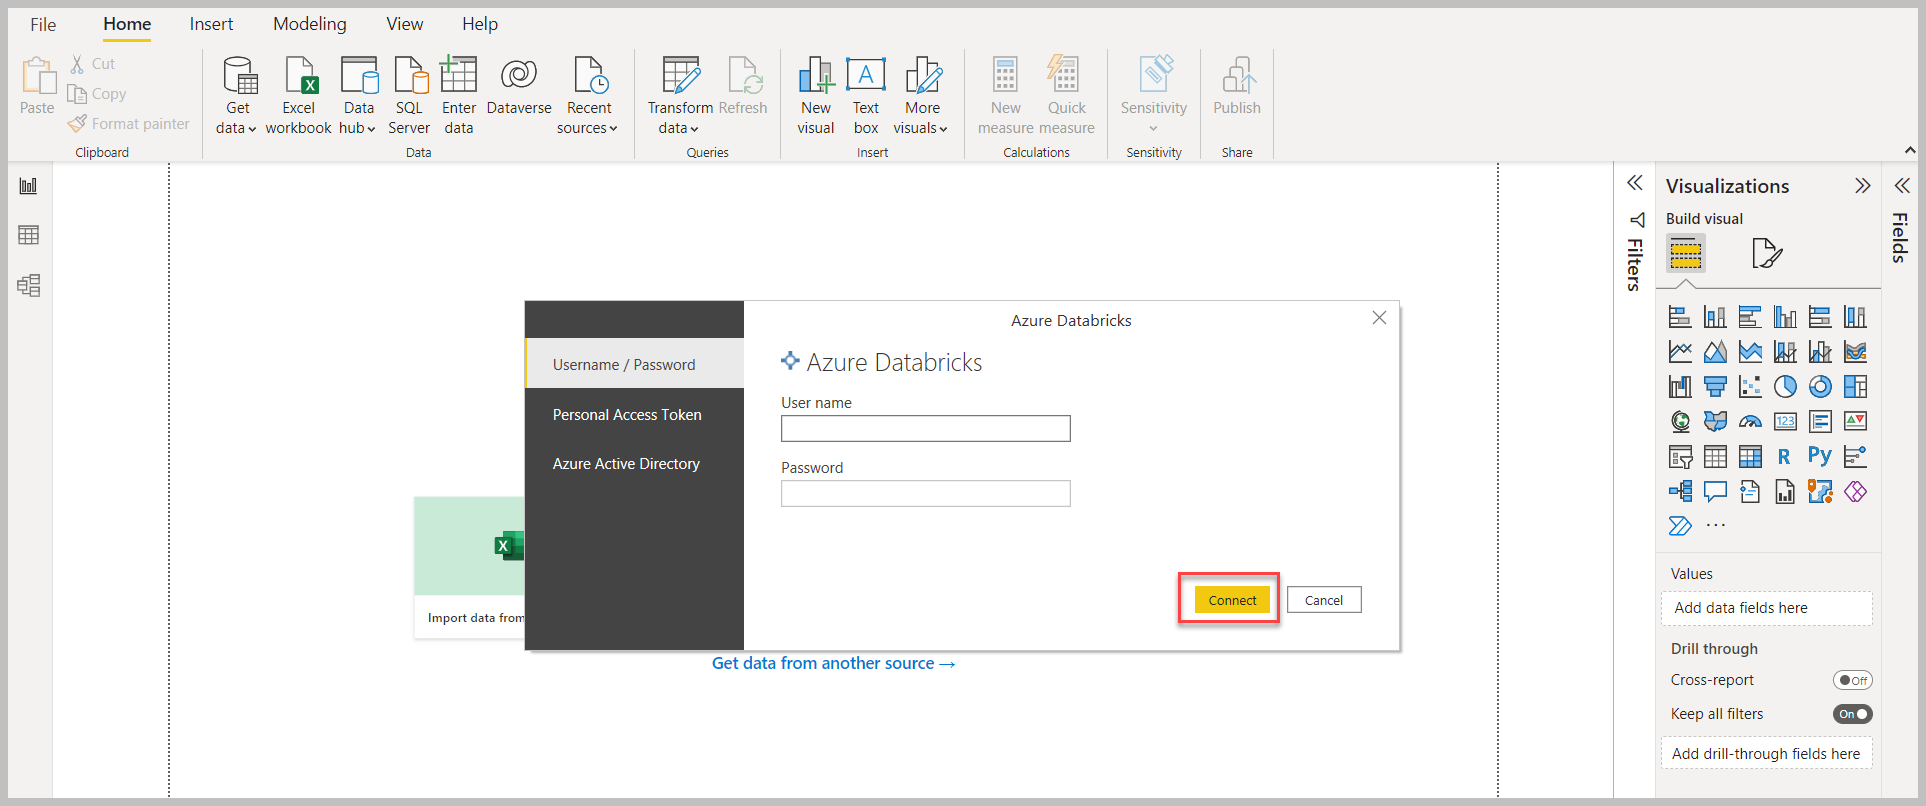 File Home Insert Modeling View Help
Paste
Cut
Copy
Format painter
Clipboard
Get
data
Excel
workbook
Data
hub
SQL
Server
Enter
data
Dataverse
Recent
sources
Data
Transform
data
Refresh
Queries
New
visual
Text
box
More
visuals
Insert
New
measure
Quick
measure
Calculations
Sensitivity
Sensitivity
Publish
Share
Azure Databricks
Username / Password
Personal Access Token
Azure Active Directory
Azure Databricks
User name
Password
Connect
Cancel
Import data from
Get data from another source →
Filters
Visualizations
Build visual
123
R
Py
...
Values
Add data fields here
Drill through
Cross-report
Off
Keep all filters
On
Add drill-through fields here
Fields